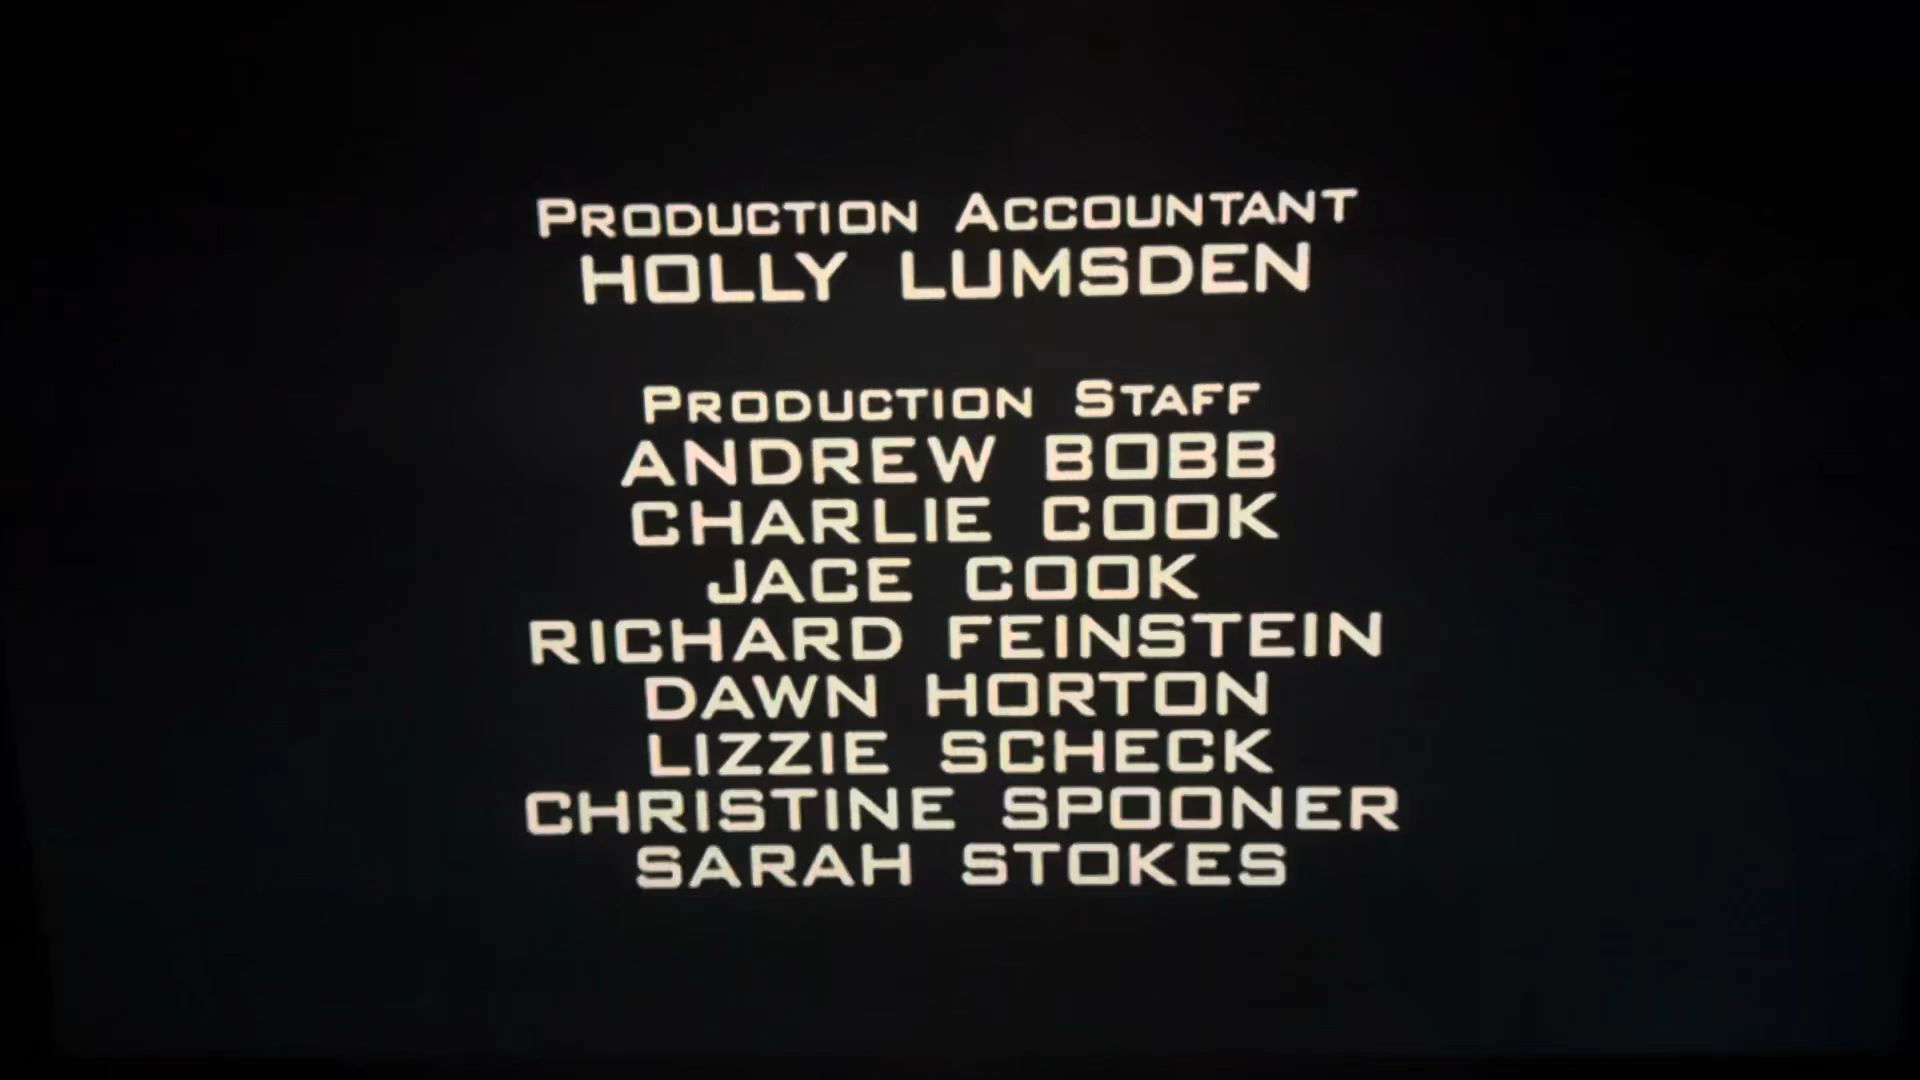 PRODUCTION ACCOUNTANT
HOLLY LUMSDEN
PRODUCTION STAFF
ANDREW BOBB
CHARLIE COOK
JACE COOK
RICHARD FEINSTEIN
DAWN HORTON
LIZZIE SCHECK
CHRISTINE SPOONER
SARAH STOKES